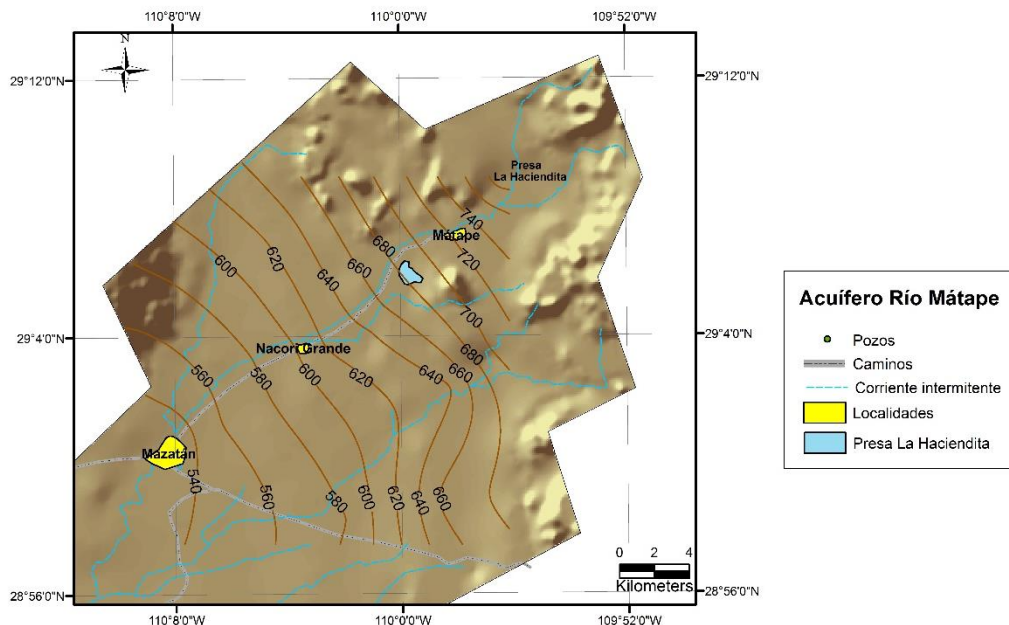 110°8'0"W
110°0'0"W
109°52'0"W
N
29°12'0"N
29°12'0"N
Presa
La Haciendita
740
Mátape
680
720
620
660
600
640
700
29°4'0"N
29°4'0"N
Nacori Grande
680
560
580
600
620
640
660
Mazatán
540
560
580
600
620
640
660
0 2 4
Kilometers
28°56'0"N
28°56'0"N
110°8'0"W
110°0'0"W
109°52'0"W
Acuífero Río Mátape
Pozos
Caminos
Corriente intermitente
Localidades
Presa La Haciendita